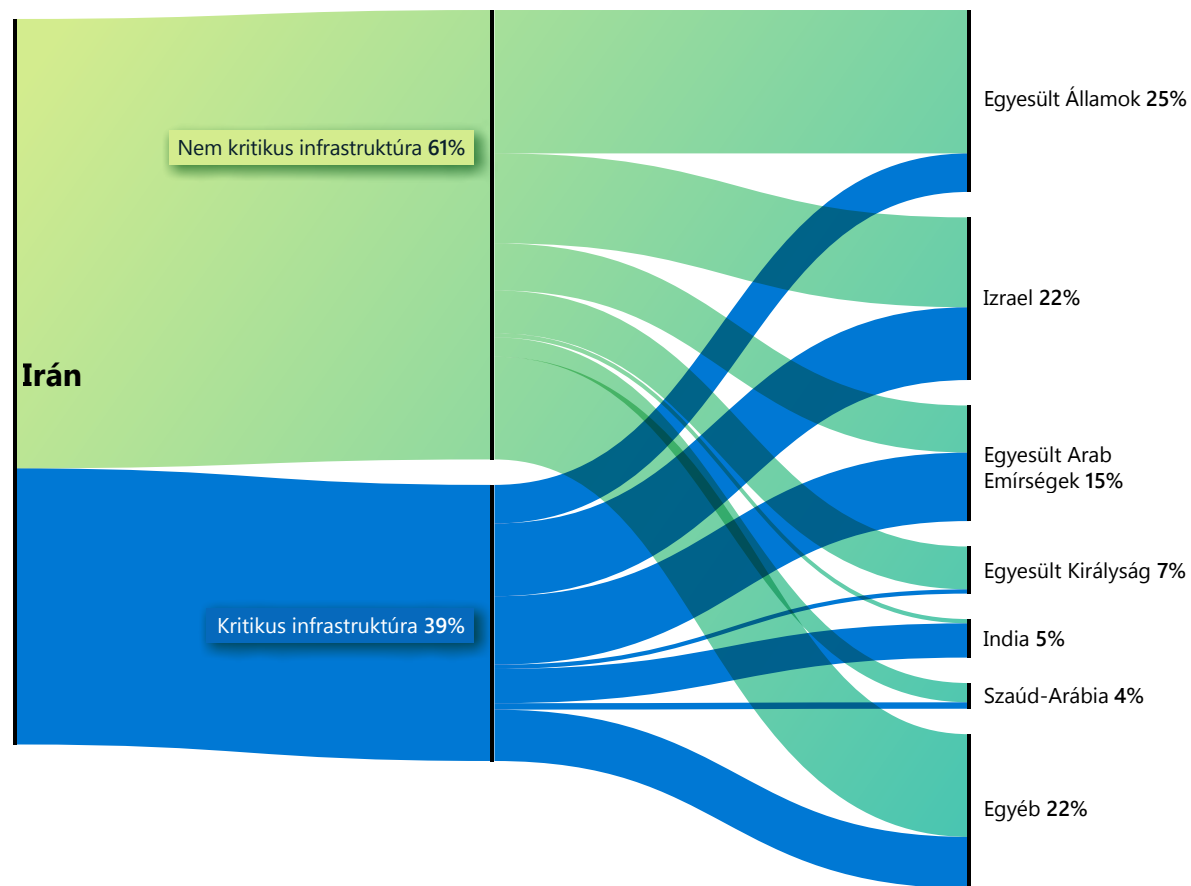 Irán
Nem kritikus infrastruktúra 61%
Kritikus infrastruktúra 39%
Egyesült Államok 25%
Izrael 22%
Egyesült Arab
Emírségek 15%
Egyesült Királyság 7%
India 5%
Szaúd-Arábia 4%
Egyéb 22%